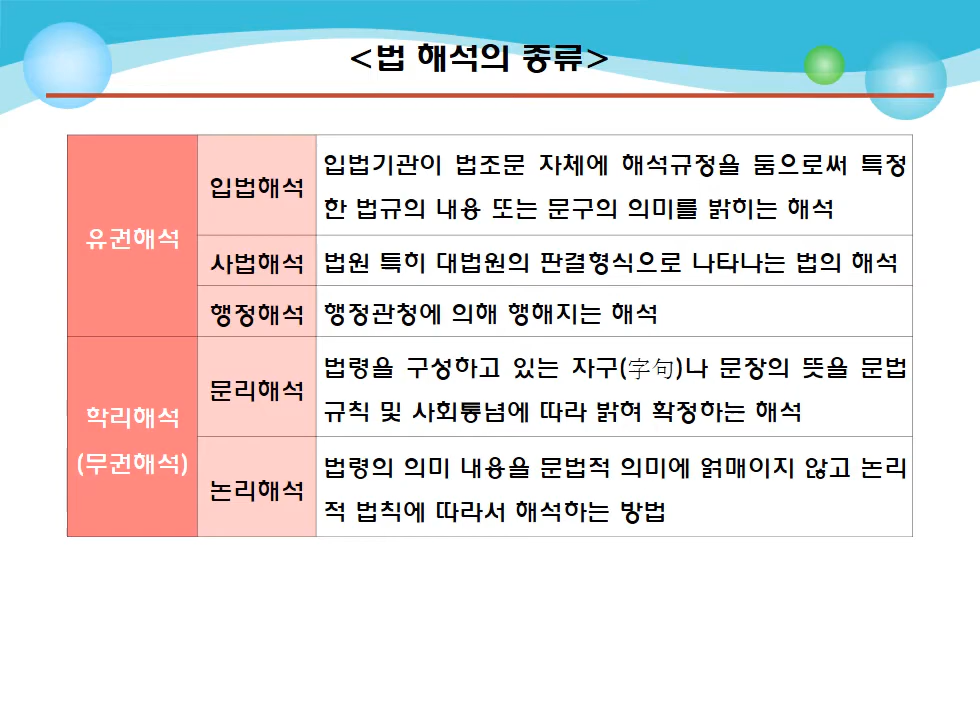 <법 해석의 종류>
유권해석
입법해석
입법기관이 법조문 자체에 해석규정을 둠으로써 특정
한 법규의 내용 또는 문구의 의미를 밝히는 해석
사법해석
법원 특히 대법원의 판결형식으로 나타나는 법의 해석
행정해석
행정관청에 의해 행해지는 해석
학리해석
(무권해석)
문리해석
법령을 구성하고 있는 자구(字句)나 문장의 뜻을 문법
규칙 및 사회통념에 따라 밝혀 확정하는 해석
논리해석
법령의 의미 내용을 문법적 의미에 얽매이지 않고 논리
적 법칙에 따라서 해석하는 방법